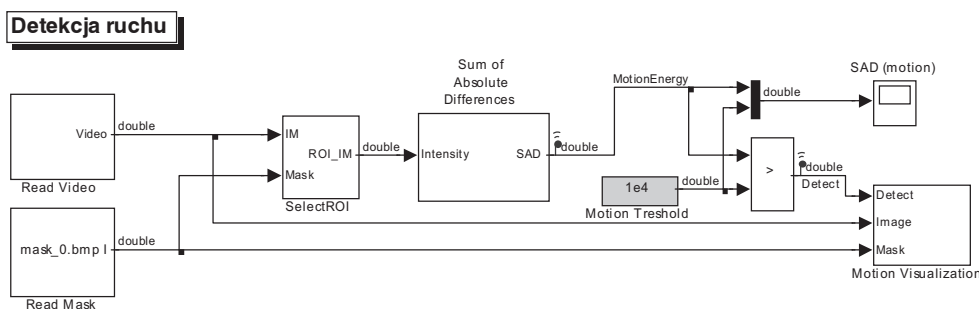 Detekcja ruchu
Video
double
Read Video
mask_0.bmp I
double
Read Mask
IM
Mask
ROI_IM
double
SelectROI
Sum of
Absolute
Differences
Intensity
SAD
double
MotionEnergy
1e4
double
Motion Treshold
double
SAD (motion)
>
double
Detect
Detect
Image
Mask
Motion Visualization